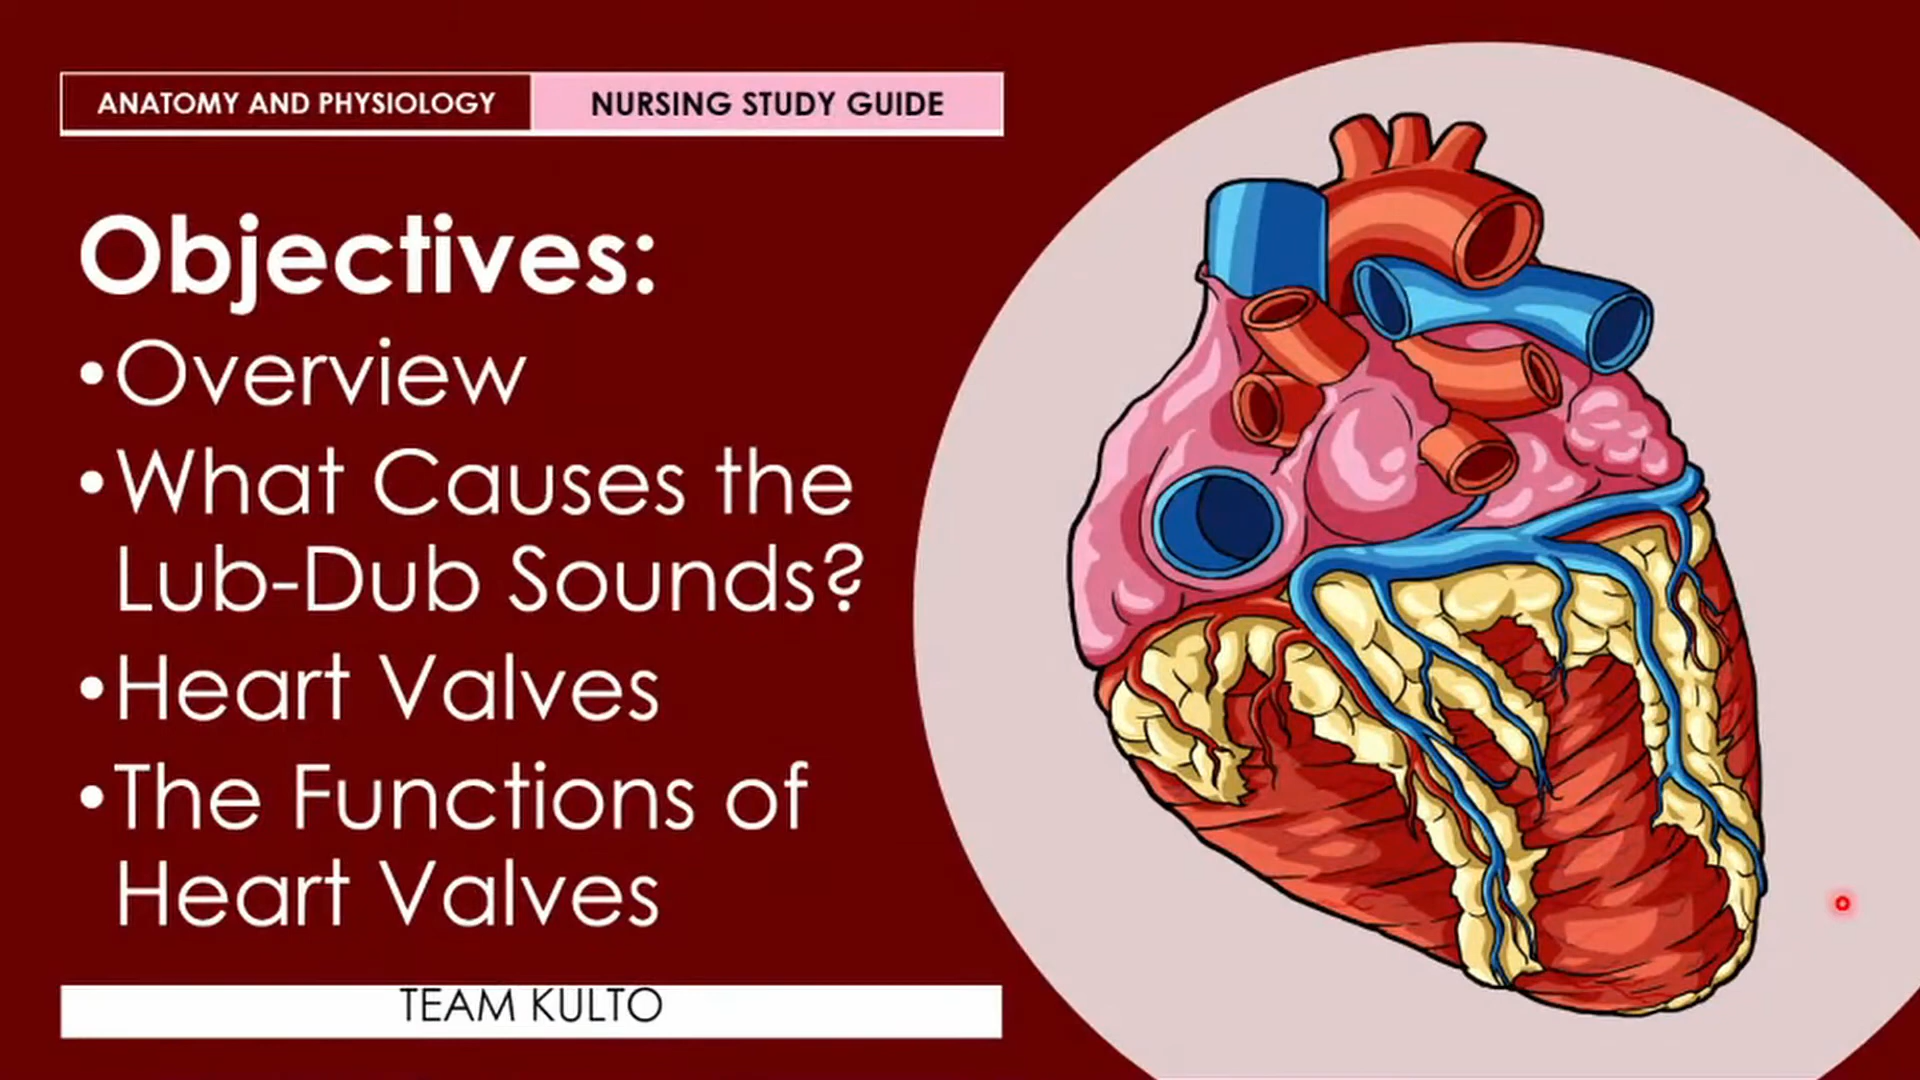 ANATOMY AND PHYSIOLOGY
NURSING STUDY GUIDE
Objectives:
•Overview
•What Causes the
Lub-Dub Sounds?
•Heart Valves
•The Functions of
Heart Valves
TEAM KULTO